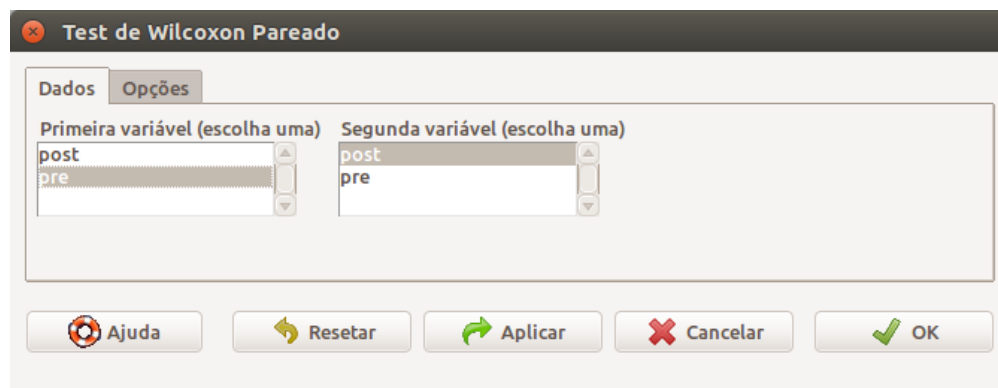 Test de Wilcoxon Pareado
Dados Opções
Primeira variável (escolha uma) Segunda variável (escolha uma)
post post
pre pre
Ajuda Resetar Aplicar Cancelar OK